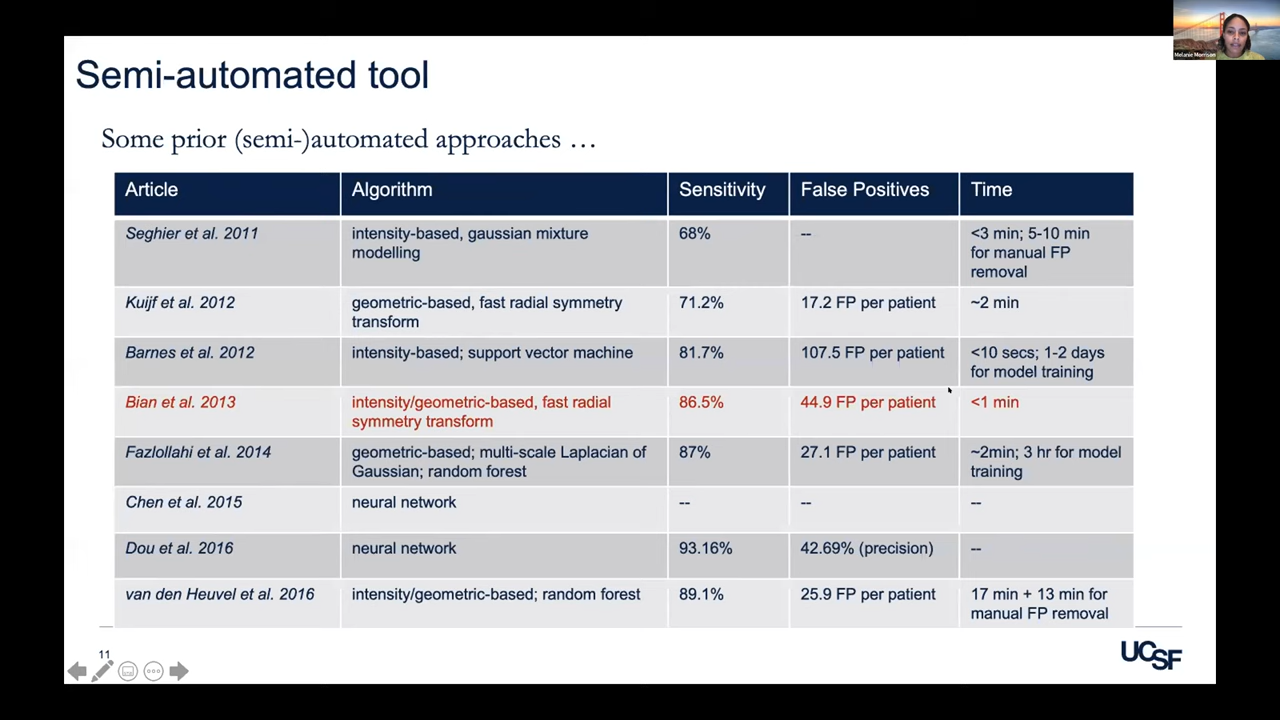 Melanie Morrison
Semi-automated tool
Some prior (semi-)automated approaches …
Article Algorithm Sensitivity False Positives Time
Seghier et al. 2011 intensity-based, gaussian mixture modelling 68% -- <3 min; 5-10 min for manual FP removal
Kuijf et al. 2012 geometric-based, fast radial symmetry transform 71.2% 17.2 FP per patient ~2 min
Barnes et al. 2012 intensity-based; support vector machine 81.7% 107.5 FP per patient <10 secs; 1-2 days for model training
Bian et al. 2013 intensity/geometric-based, fast radial symmetry transform 86.5% 44.9 FP per patient <1 min
Fazlollahi et al. 2014 geometric-based; multi-scale Laplacian of Gaussian; random forest 87% 27.1 FP per patient ~2min; 3 hr for model training
Chen et al. 2015 neural network -- -- --
Dou et al. 2016 neural network 93.16% 42.69% (precision) --
van den Heuvel et al. 2016 intensity/geometric-based; random forest 89.1% 25.9 FP per patient 17 min + 13 min for manual FP removal
11
UCSF